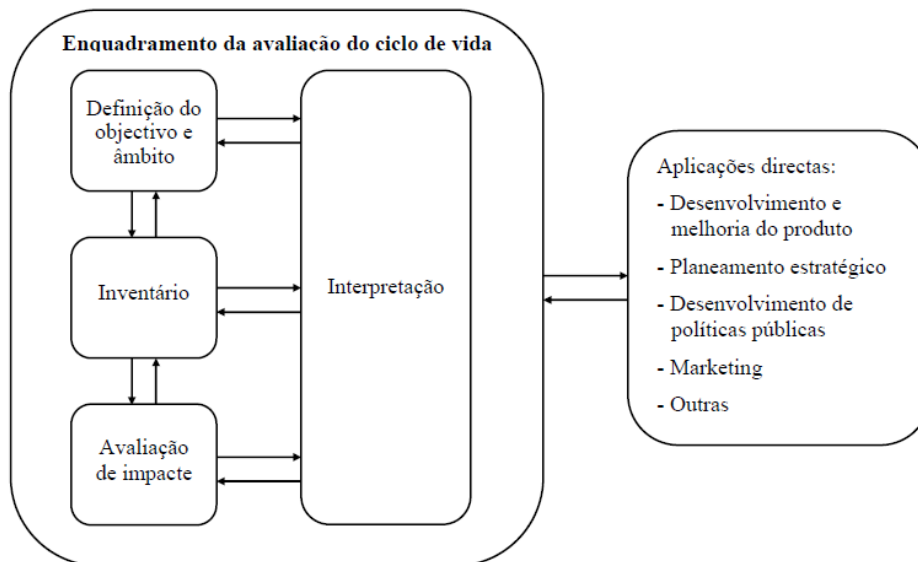 Enquadramento da avaliação do ciclo de vida
Definição do
objectivo e
âmbito
Inventário
Avaliação
de impacte
Interpretação
Aplicações directas:
- Desenvolvimento e
melhoria do produto
- Planeamento estratégico
- Desenvolvimento de
políticas públicas
- Marketing
- Outras